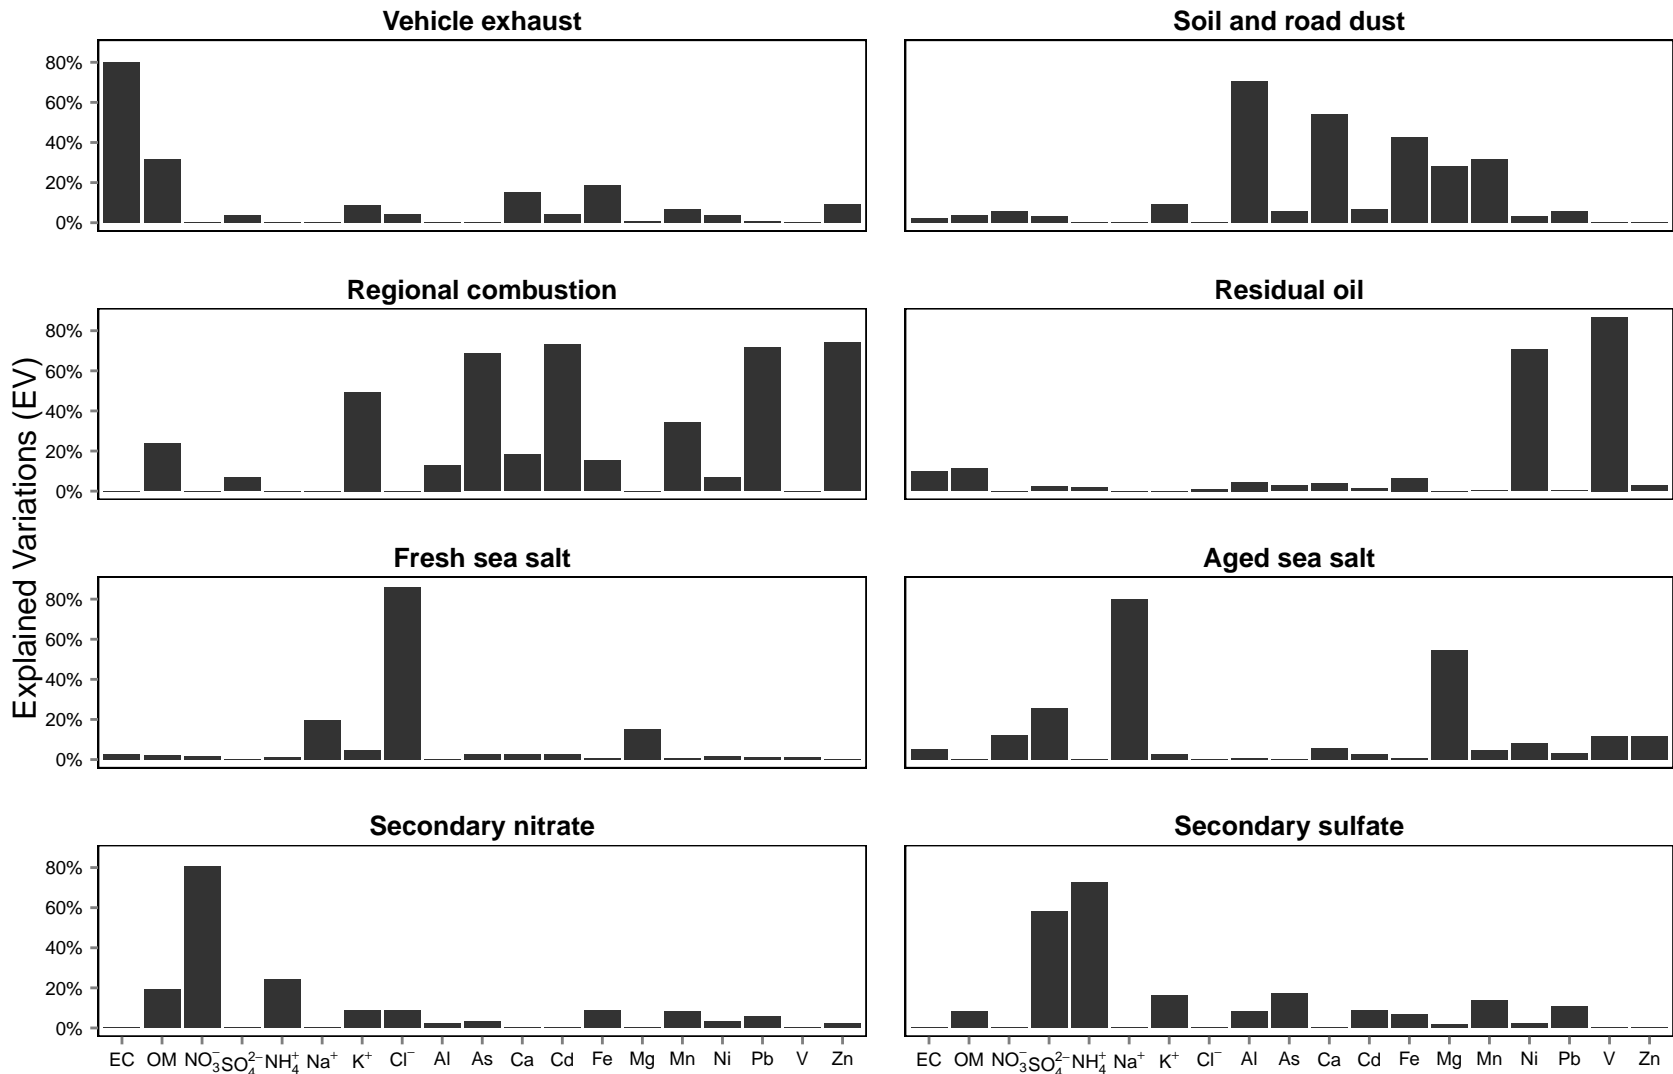 Vehicle exhaust
Soil and road dust
80%
60%
40%
20%
0%
Regional combustion
Residual oil
80%
60%
40%
20%
0%
Explained Variations (EV)
Fresh sea salt
Aged sea salt
80%
60%
40%
20%
0%
Secondary nitrate
Secondary sulfate
80%
60%
40%
20%
0%
EC OM NO₃⁻ SO₄²⁻ NH₄⁺ Na⁺ K⁺ Cl⁻ Al As Ca Cd Fe Mg Mn Ni Pb V Zn
EC OM NO₃⁻ SO₄²⁻ NH₄⁺ Na⁺ K⁺ Cl⁻ Al As Ca Cd Fe Mg Mn Ni Pb V Zn